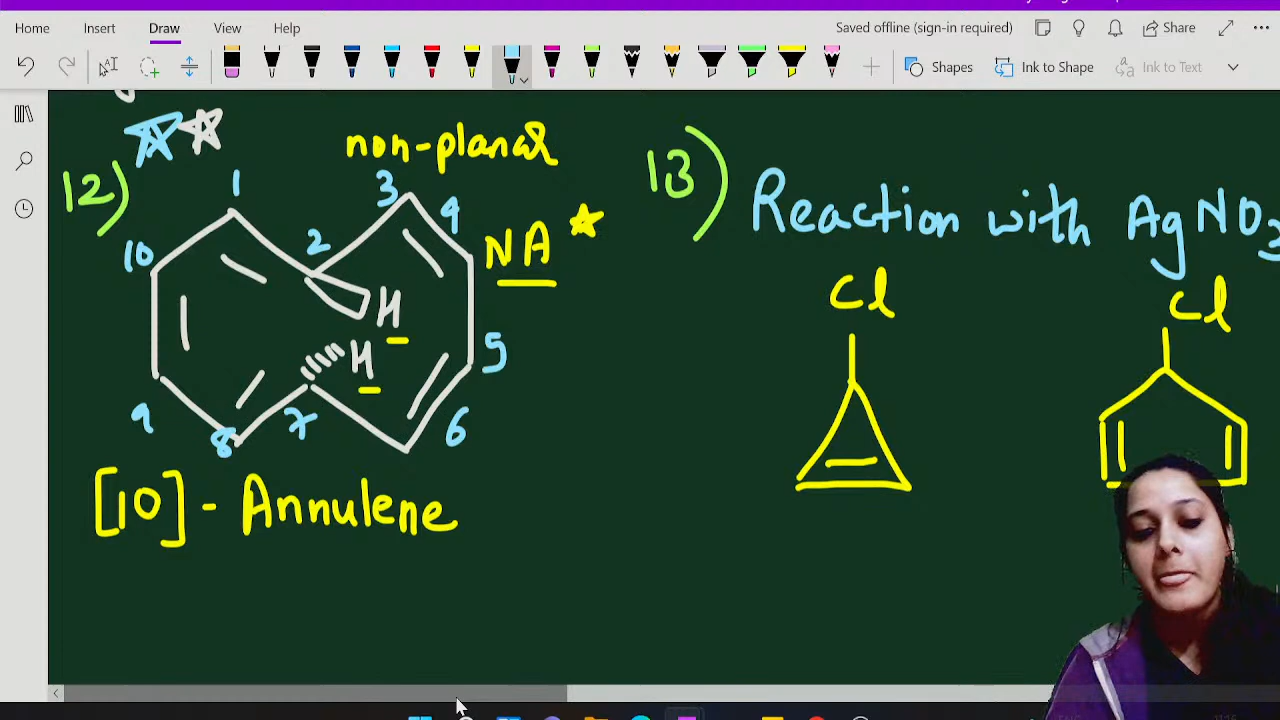 Home Insert Draw View Help
Saved offline (sign-in required) Share
Shapes Ink to Shape Ink to Text
12)
non-planar
1 3
10 2 4
NA
H
H
5
9 8 7 6
[10] - Annulene
13)
Reaction with AgNO3
Cl Cl